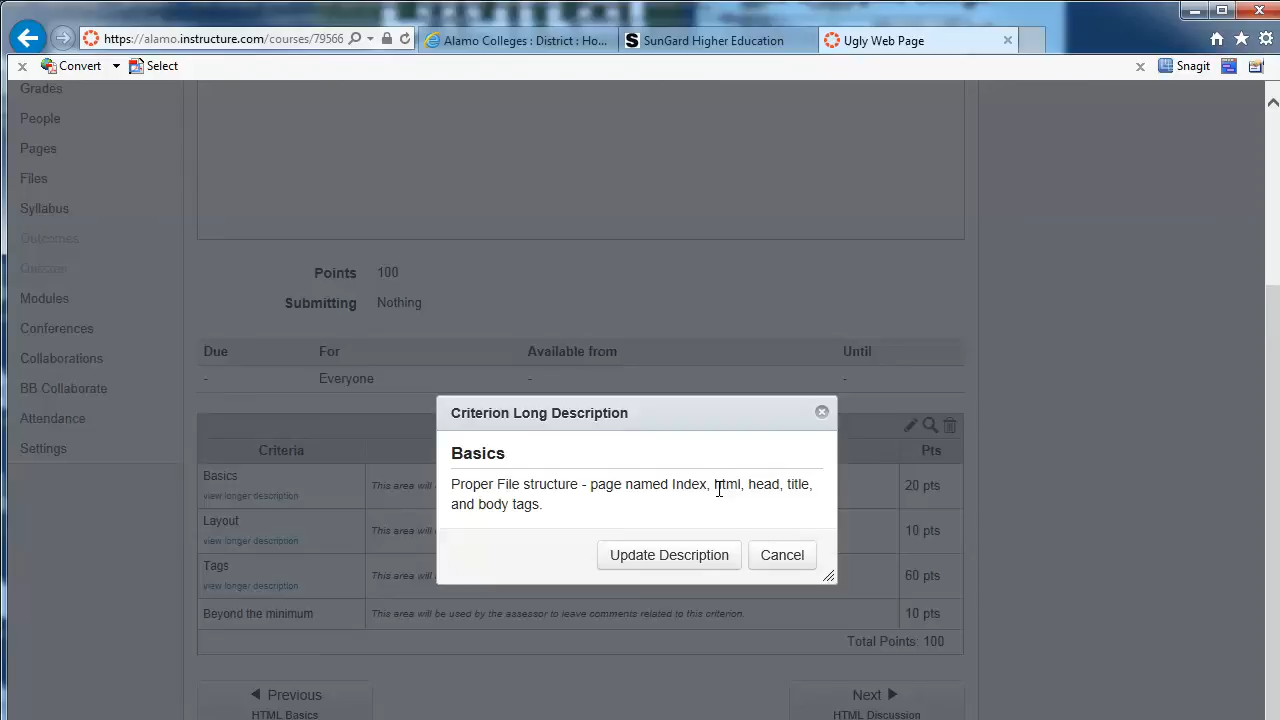 https://alamo.instructure.com/courses/79566
Alamo Colleges : District : Ho...
SunGard Higher Education
Ugly Web Page
Convert
Select
Snagit
Grades
People
Pages
Files
Syllabus
Outcomes
Quizzes
Modules
Conferences
Collaborations
BB Collaborate
Attendance
Settings
Points 100
Submitting Nothing
Due For Available from Until
- Everyone - -
Criteria Pts
Basics
view longer description
This area will
20 pts
Layout
view longer description
This area will
10 pts
Tags
view longer description
This area will
60 pts
Beyond the minimum This area will be used by the assessor to leave comments related to this criterion. 10 pts
Total Points: 100
Criterion Long Description
Basics
Proper File structure - page named Index, html, head, title,
and body tags.
Update Description Cancel
Previous
HTML Basics
Next
HTML Discussion